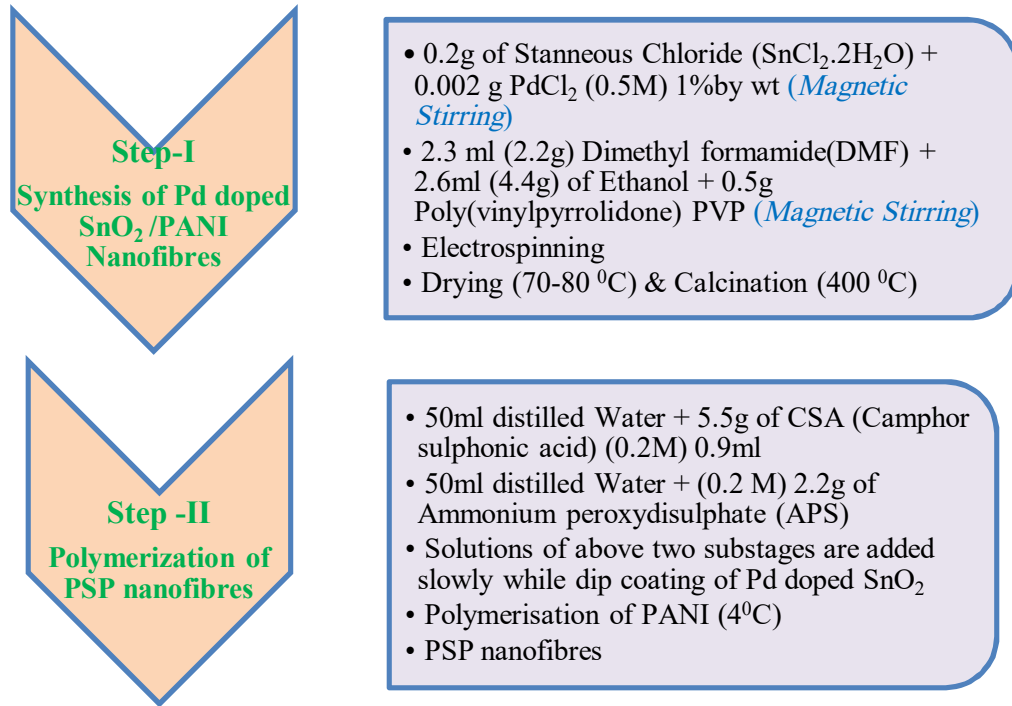 Step-I
Synthesis of Pd doped
SnO₂ /PANI
Nanofibres
• 0.2g of Stanneous Chloride (SnCl₂.2H₂O) +
0.002 g PdCl₂ (0.5M) 1%by wt (Magnetic
Stirring)
• 2.3 ml (2.2g) Dimethyl formamide(DMF) +
2.6ml (4.4g) of Ethanol + 0.5g
Poly(vinylpyrrolidone) PVP (Magnetic Stirring)
• Electrospinning
• Drying (70-80 ⁰C) & Calcination (400 ⁰C)
Step -II
Polymerization of
PSP nanofibres
• 50ml distilled Water + 5.5g of CSA (Camphor
sulphonic acid) (0.2M) 0.9ml
• 50ml distilled Water + (0.2 M) 2.2g of
Ammonium peroxydisulphate (APS)
• Solutions of above two substages are added
slowly while dip coating of Pd doped SnO₂
• Polymerisation of PANI (4⁰C)
• PSP nanofibres